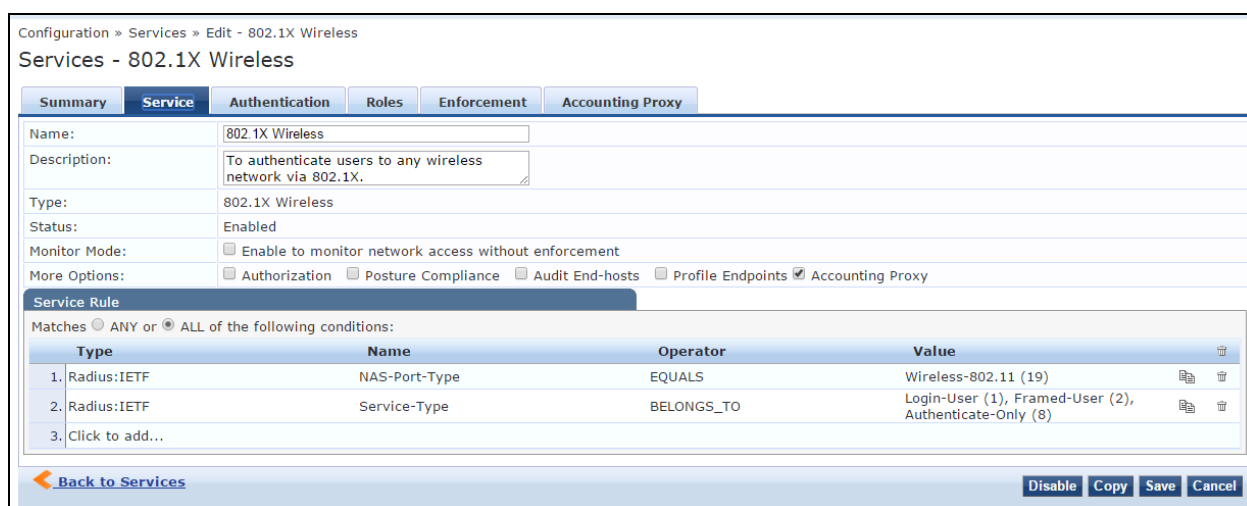 Configuration » Services » Edit - 802.1X Wireless
Services - 802.1X Wireless
Summary Service Authentication Roles Enforcement Accounting Proxy
Name: 802.1X Wireless
Description: To authenticate users to any wireless
network via 802.1X.
Type: 802.1X Wireless
Status: Enabled
Monitor Mode: Enable to monitor network access without enforcement
More Options: Authorization Posture Compliance Audit End-hosts Profile Endpoints Accounting Proxy
Service Rule
Matches ANY or ALL of the following conditions:
Type Name Operator Value
1. Radius:IETF NAS-Port-Type EQUALS Wireless-802.11 (19)
2. Radius:IETF Service-Type BELONGS_TO Login-User (1), Framed-User (2),
Authenticate-Only (8)
3. Click to add...
Back to Services Disable Copy Save Cancel